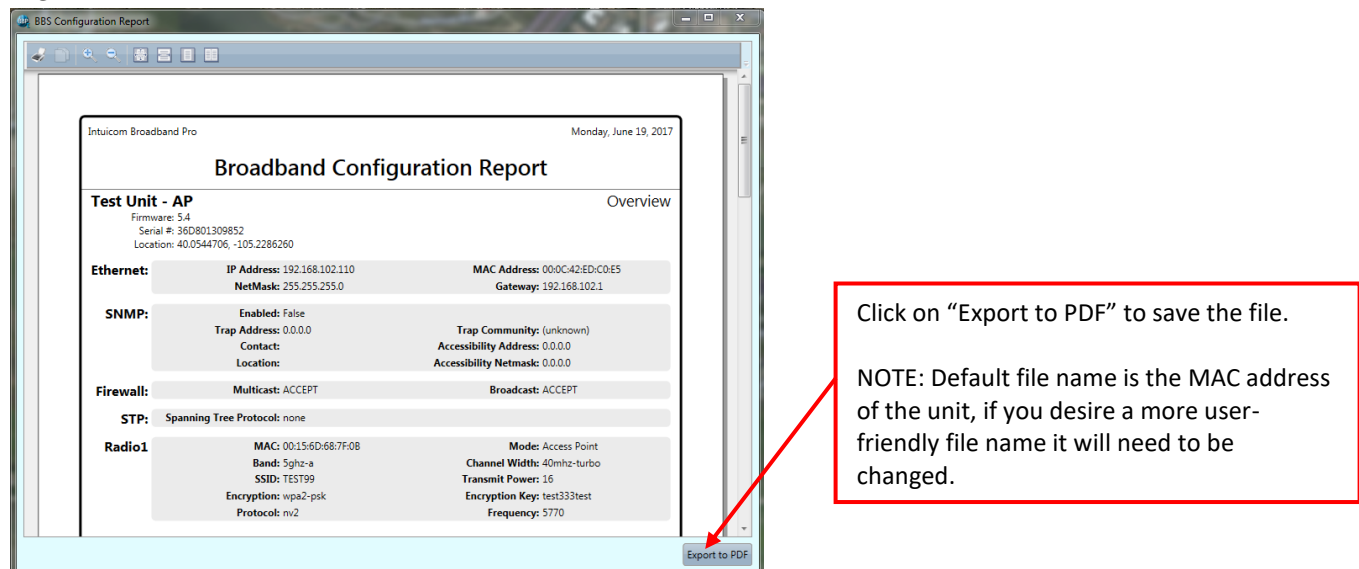 BBS Configuration Report
Intuicom Broadband Pro Monday, June 19, 2017
Broadband Configuration Report
Test Unit - AP Overview
Firmware: 5.4
Serial #: 36D801309852
Location: 40.0544706, -105.2286260
Ethernet: IP Address: 192.168.102.110 MAC Address: 00:0C:42:ED:C0:E5
NetMask: 255.255.255.0 Gateway: 192.168.102.1
SNMP: Enabled: False
Trap Address: 0.0.0.0 Trap Community: (unknown)
Contact: Accessibility Address: 0.0.0.0
Location: Accessibility Netmask: 0.0.0.0
Firewall: Multicast: ACCEPT Broadcast: ACCEPT
STP: Spanning Tree Protocol: none
Radio1 MAC: 00:15:6D:68:7F:0B Mode: Access Point
Band: 5ghz-a Channel Width: 40mhz-turbo
SSID: TEST99 Transmit Power: 16
Encryption: wpa2-psk Encryption Key: test333test
Protocol: nv2 Frequency: 5770
Export to PDF
Click on “Export to PDF” to save the file.
NOTE: Default file name is the MAC address
of the unit, if you desire a more user-
friendly file name it will need to be
changed.